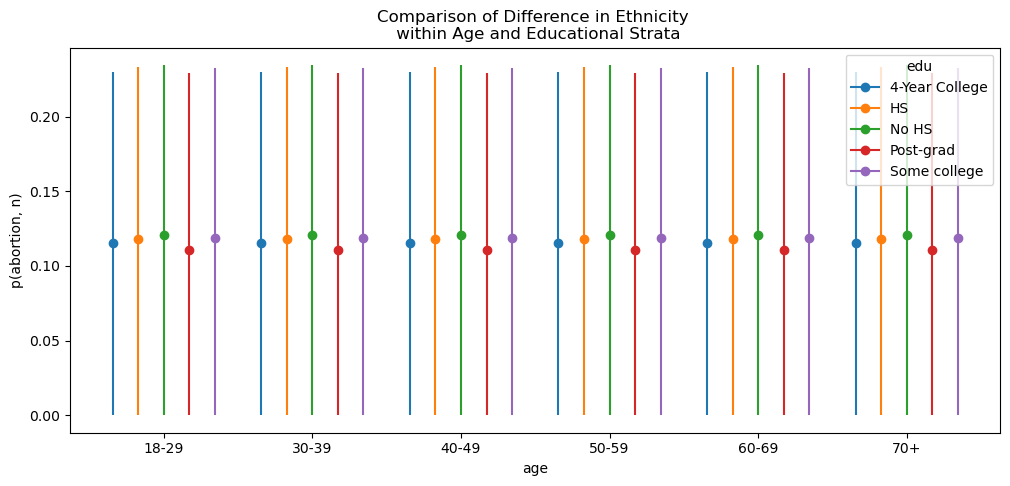 Comparison of Difference in Ethnicity
within Age and Educational Strata
p(abortion, n)
0.20
0.15
0.10
0.05
0.00
edu
4-Year College
HS
No HS
Post-grad
Some college
18-29 30-39 40-49 50-59 60-69 70+
age